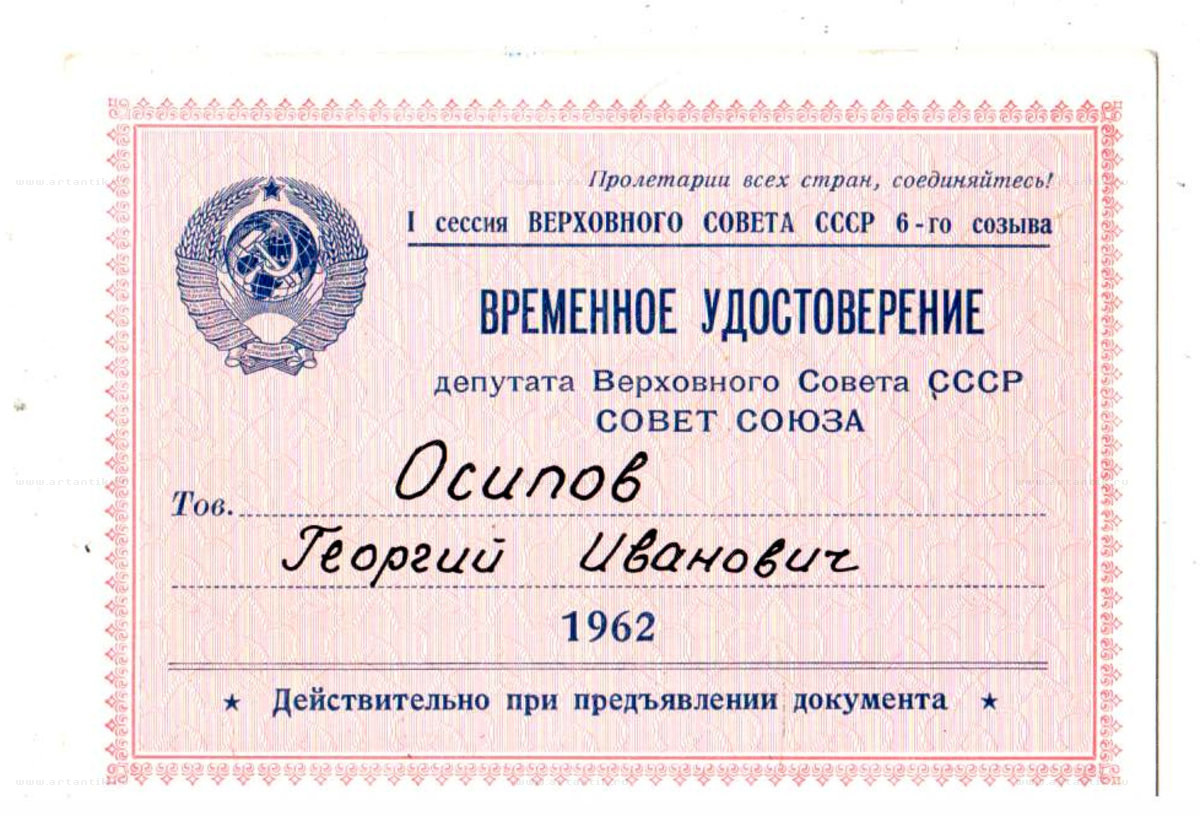 Пролетарии всех стран, соединяйтесь!
I сессия ВЕРХОВНОГО СОВЕТА СССР 6-го созыва
ВРЕМЕННОЕ УДОСТОВЕРЕНИЕ
депутата Верховного Совета СССР
СОВЕТ СОЮЗА
Тов. Осипов
Георгий Иванович
1962
★ Действительно при предъявлении документа ★